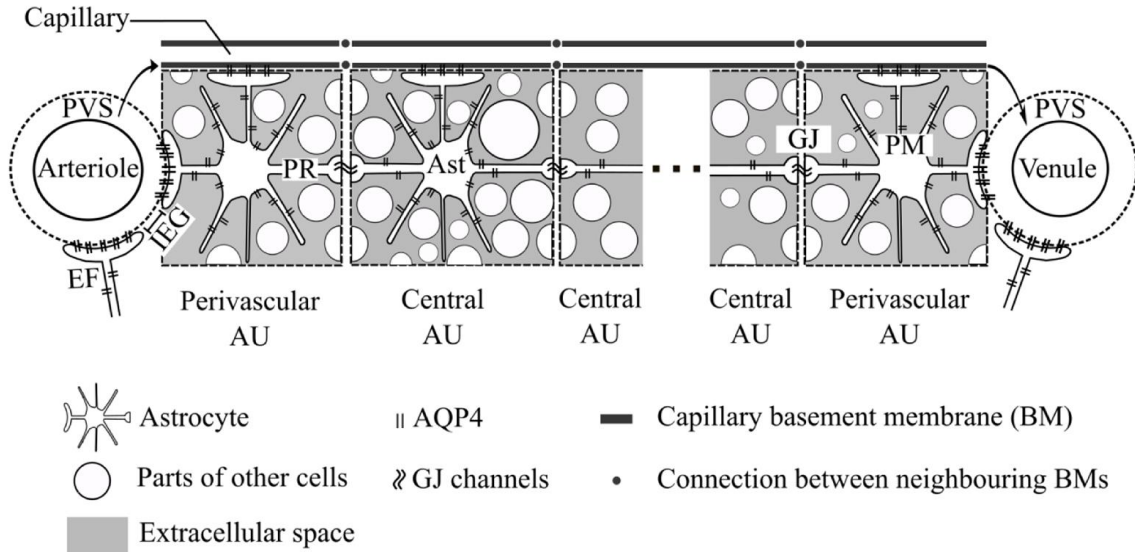 Capillary
PVS
Arteriole
IEG
EF
PR
Ast
GJ
PM
PVS
Venule
Perivascular
AU
Central
AU
Central
AU
Central
AU
Perivascular
AU
Astrocyte
AQP4
Capillary basement membrane (BM)
Parts of other cells
GJ channels
Connection between neighbouring BMs
Extracellular space